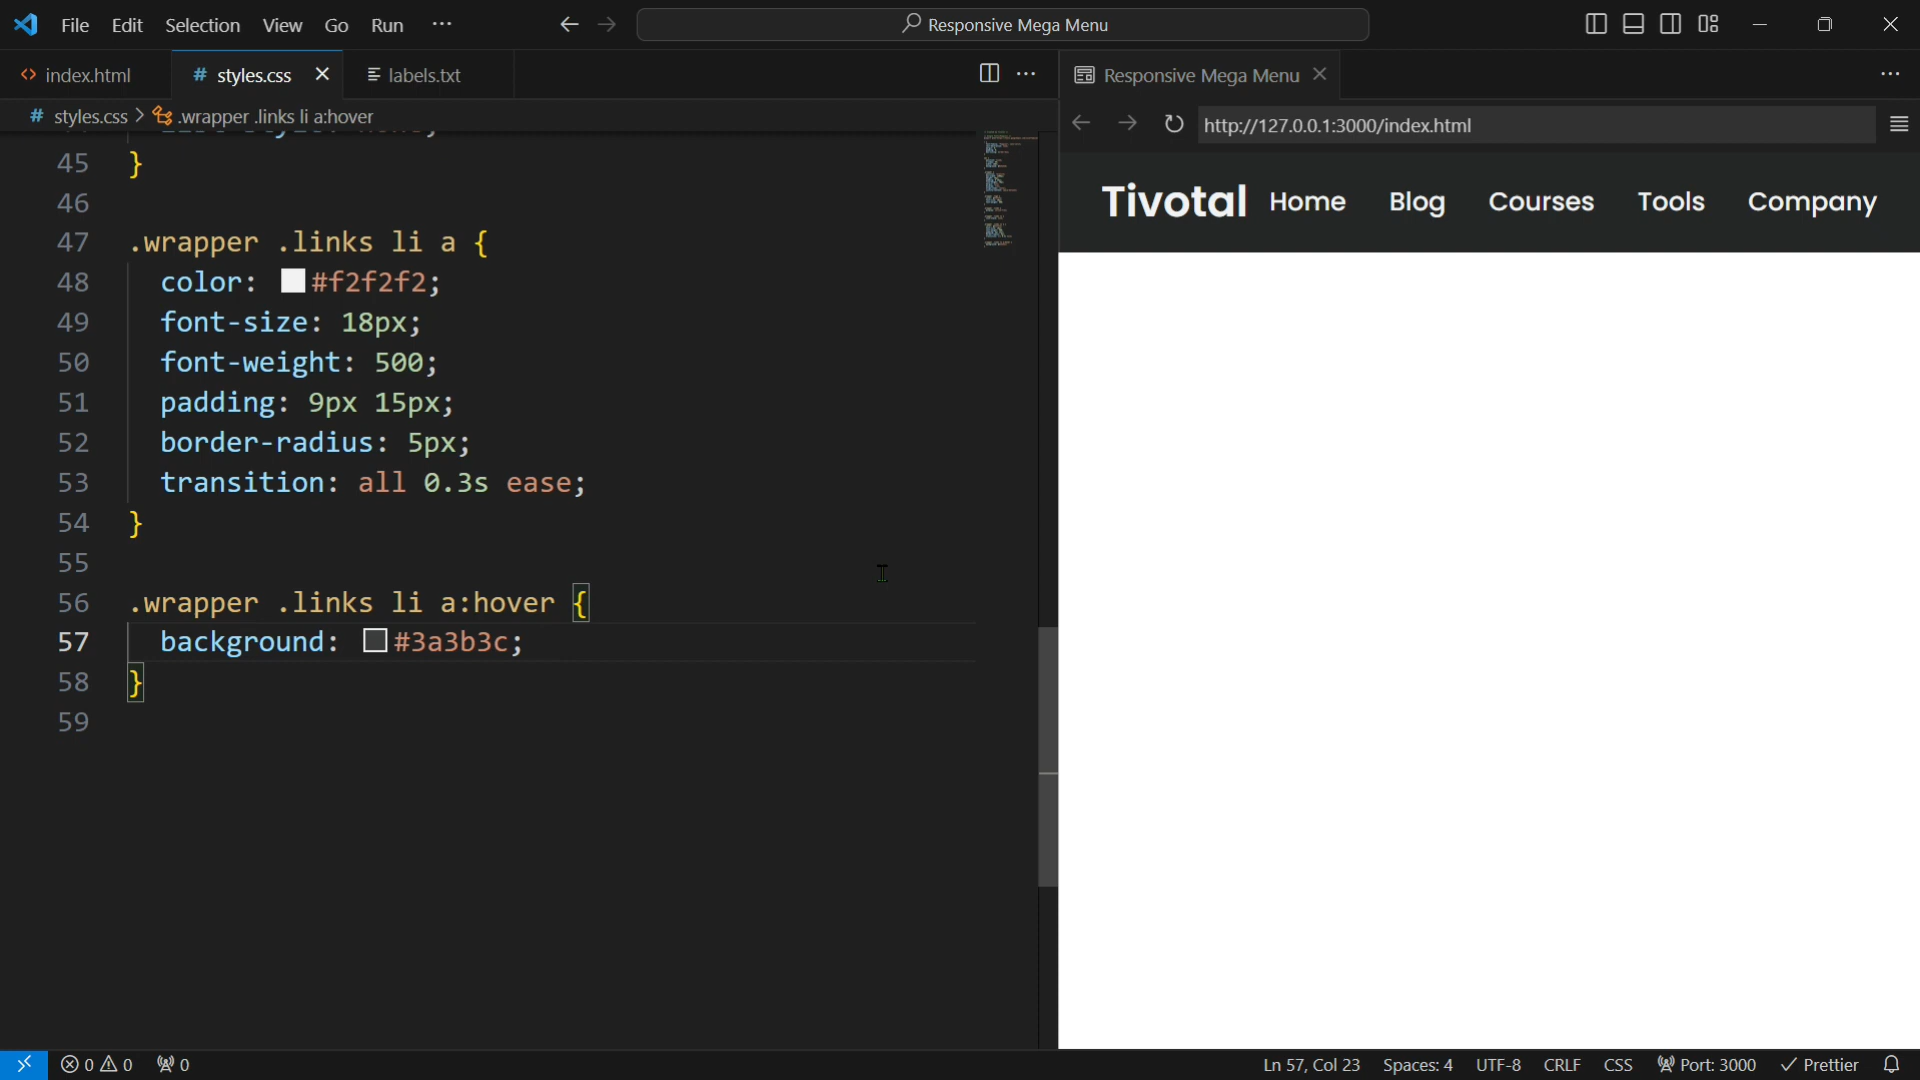 File Edit Selection View Go Run ··· Responsive Mega Menu
index.html # styles.css labels.txt ··· Responsive Mega Menu ···
# styles.css > .wrapper .links li a:hover
http://127.0.0.1:3000/index.html
45 }
46
47 .wrapper .links li a {
48 color: #f2f2f2;
49 font-size: 18px;
50 font-weight: 500;
51 padding: 9px 15px;
52 border-radius: 5px;
53 transition: all 0.3s ease;
54 }
55
56 .wrapper .links li a:hover {
57 background: #3a3b3c;
58 }
59
Tivotal Home Blog Courses Tools Company
0 0 0 Ln 57, Col 23 Spaces: 4 UTF-8 CRLF CSS Port: 3000 Prettier